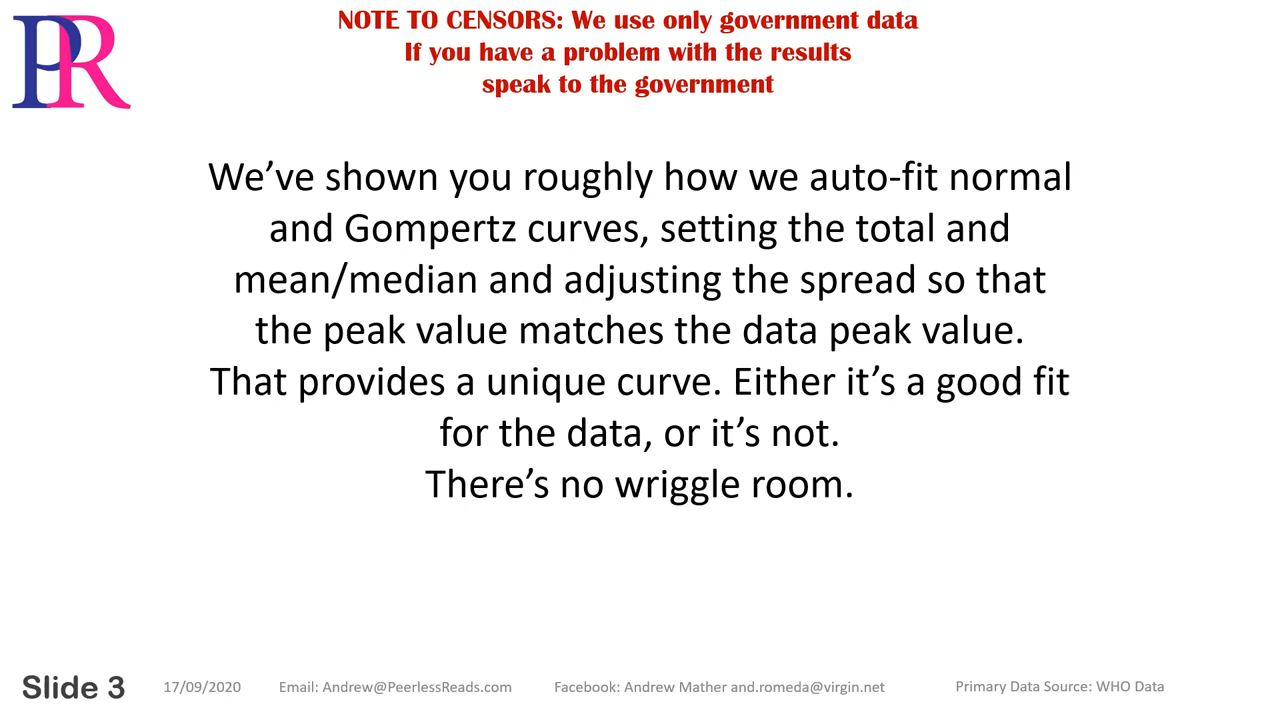 PR
NOTE TO CENSORS: We use only government data
If you have a problem with the results
speak to the government
We’ve shown you roughly how we auto-fit normal
and Gompertz curves, setting the total and
mean/median and adjusting the spread so that
the peak value matches the data peak value.
That provides a unique curve. Either it’s a good fit
for the data, or it’s not.
There’s no wriggle room.
Slide 3 17/09/2020 Email: Andrew@PeerlessReads.com Facebook: Andrew Mather and.romeda@virgin.net Primary Data Source: WHO Data